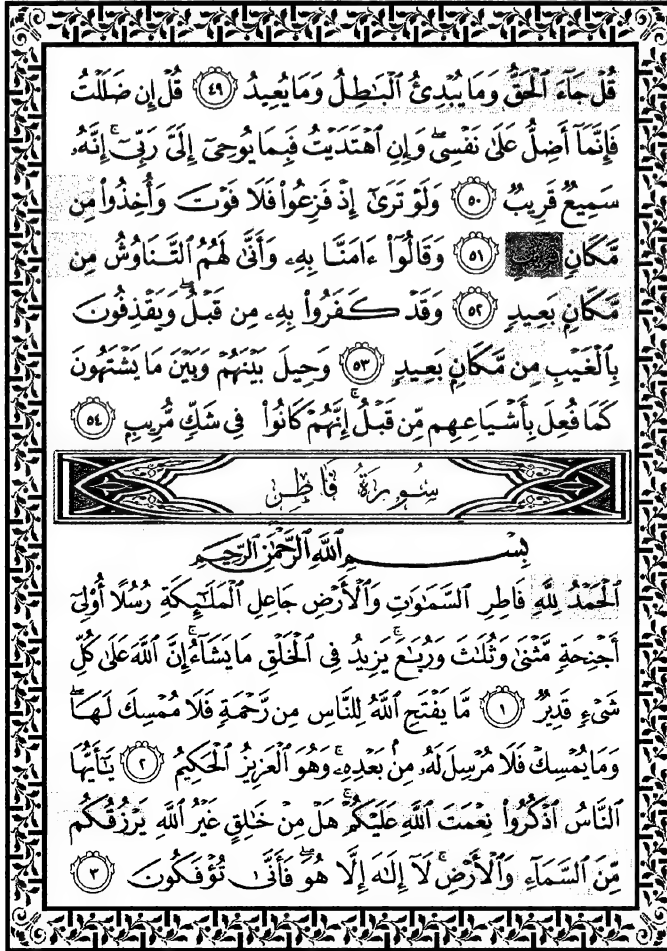 قُلْ جَآءَ ٱلْحَقُّ وَمَا يُبْدِئُ ٱلْبَٰطِلُ وَمَا يُعِيدُ ٤٩ قُلْ إِن ضَلَلْتُ
فَإِنَّمَآ أَضِلُّ عَلَىٰ نَفْسِىۖ وَإِنِ ٱهْتَدَيْتُ فَبِمَا يُوحِىٓ إِلَىَّ رَبِّىٓۚ إِنَّهُۥ
سَمِيعٌ قَرِيبٌ ٥٠ وَلَوْ تَرَىٰٓ إِذْ فَزِعُوا۟ فَلَا فَوْتَ وَأُخِذُوا۟ مِن
مَّكَانٍ قَرِيبٍ ٥١ وَقَالُوٓا۟ ءَامَنَّا بِهِۦ وَأَنَّىٰ لَهُمُ ٱلتَّنَاوُشُ مِن
مَّكَانٍۭ بَعِيدٍ ٥٢ وَقَدْ كَفَرُوا۟ بِهِۦ مِن قَبْلُۖ وَيَقْذِفُونَ
بِٱلْغَيْبِ مِن مَّكَانٍۭ بَعِيدٍ ٥٣ وَحِيلَ بَيْنَهُمْ وَبَيْنَ مَا يَشْتَهُونَ
كَمَا فُعِلَ بِأَشْيَاعِهِم مِّن قَبْلُۚ إِنَّهُمْ كَانُوا۟ فِى شَكٍّ مُّرِيبٍۭ ٥٤
سُورَةُ فَاطِرٍ
بِسْمِ ٱللَّهِ ٱلرَّحْمَٰنِ ٱلرَّحِيمِ
ٱلْحَمْدُ لِلَّهِ فَاطِرِ ٱلسَّمَٰوَٰتِ وَٱلْأَرْضِ جَاعِلِ ٱلْمَلَٰٓئِكَةِ رُسُلًا أُو۟لِىٓ
أَجْنِحَةٍ مَّثْنَىٰ وَثُلَٰثَ وَرُبَٰعَۚ يَزِيدُ فِى ٱلْخَلْقِ مَا يَشَآءُۚ إِنَّ ٱللَّهَ عَلَىٰ كُلِّ
شَىْءٍ قَدِيرٌ ١ مَّا يَفْتَحِ ٱللَّهُ لِلنَّاسِ مِن رَّحْمَةٍ فَلَا مُمْسِكَ لَهَاۖ
وَمَا يُمْسِكْ فَلَا مُرْسِلَ لَهُۥ مِنۢ بَعْدِهِۦۚ وَهُوَ ٱلْعَزِيزُ ٱلْحَكِيمُ ٢ يَٰٓأَيُّهَا
ٱلنَّاسُ ٱذْكُرُوا۟ نِعْمَتَ ٱللَّهِ عَلَيْكُمْۚ هَلْ مِنْ خَٰلِقٍ غَيْرُ ٱللَّهِ يَرْزُقُكُم
مِّنَ ٱلسَّمَآءِ وَٱلْأَرْضِۚ لَآ إِلَٰهَ إِلَّا هُوَۖ فَأَنَّىٰ تُؤْفَكُونَ ٣